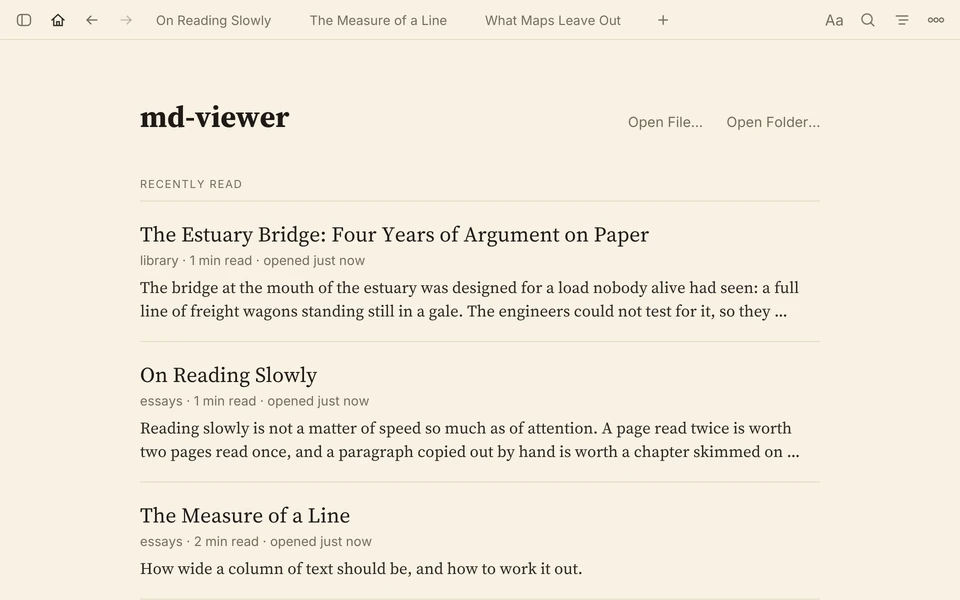 On Reading Slowly The Measure of a Line What Maps Leave Out Aa
md-viewer
Open File... Open Folder...
RECENTLY READ
The Estuary Bridge: Four Years of Argument on Paper
library · 1 min read · opened just now
The bridge at the mouth of the estuary was designed for a load nobody alive had seen: a full
line of freight wagons standing still in a gale. The engineers could not test for it, so they ...
On Reading Slowly
essays · 1 min read · opened just now
Reading slowly is not a matter of speed so much as of attention. A page read twice is worth
two pages read once, and a paragraph copied out by hand is worth a chapter skimmed on ...
The Measure of a Line
essays · 2 min read · opened just now
How wide a column of text should be, and how to work it out.